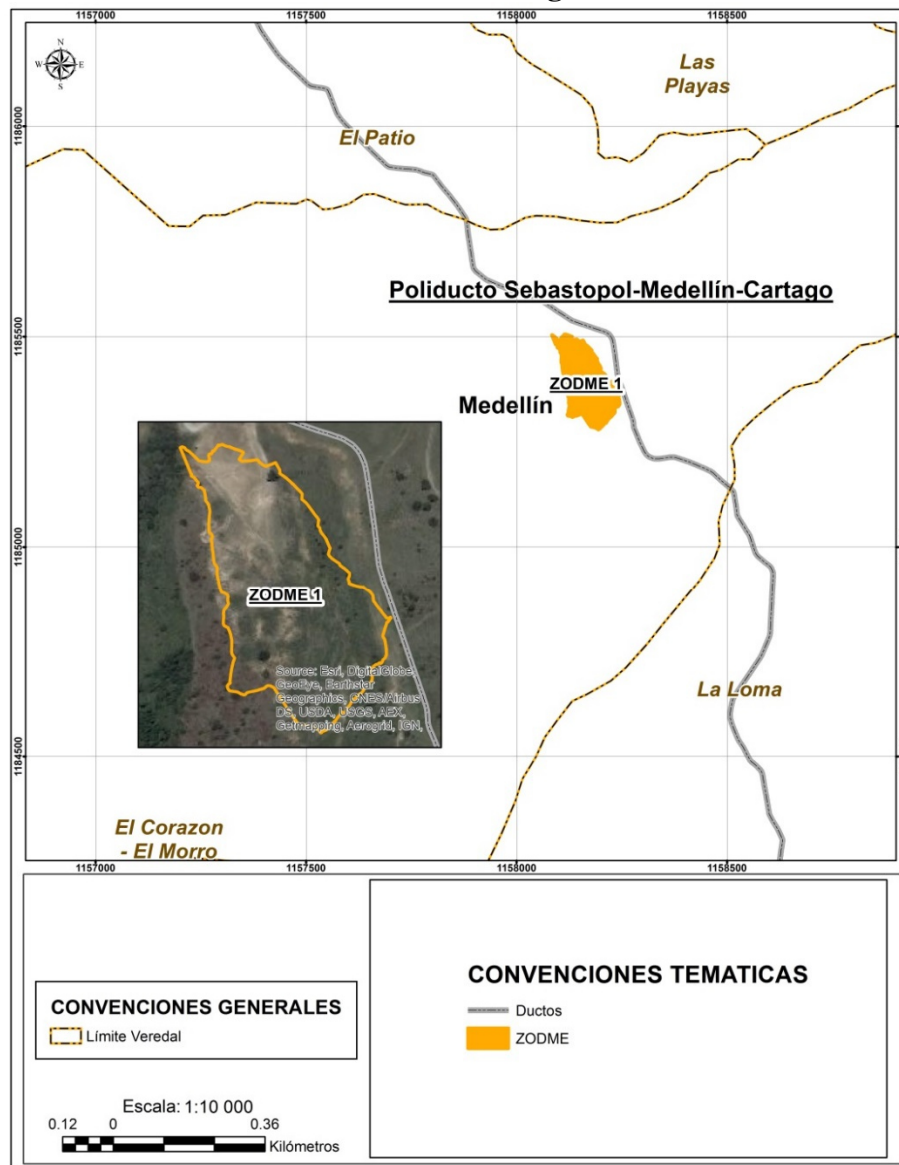 1157000
1157500
1158000
1158500
N
W
E
S
Las
Playas
1186000
El Patio
Poliducto Sebastopol-Medellín-Cartago
1185500
ZODME 1
Medellín
1185000
ZODME 1
Source: Esri, DigitalGlobe,
GeoEye, Earthstar
Geographics, CNES/Airbus
DS, USDA, USGS, AEX,
Getmapping, Aerogrid, IGN,
La Loma
1184500
El Corazon
- El Morro
1157000
1157500
1158000
1158500
CONVENCIONES GENERALES
Límite Veredal
Escala: 1:10 000
0.12
0
0.36
Kilómetros
CONVENCIONES TEMATICAS
Ductos
ZODME